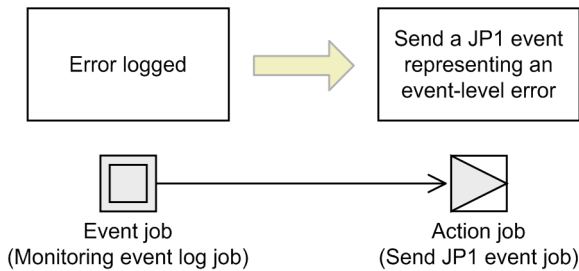 Error logged
Send a JP1 event
representing an
event-level error
Event job
(Monitoring event log job)
Action job
(Send JP1 event job)